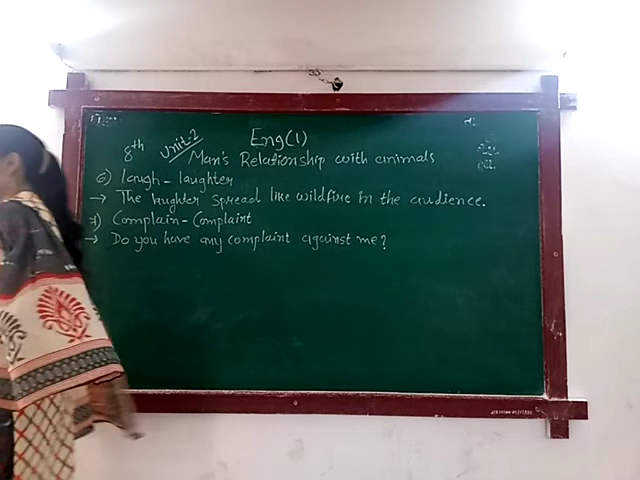 Eng(1)
8th Unit-2 Man's Relationship with animals
6) laugh - laughter
→ The laughter spread like wildfire in the audience.
7) Complain - Complaint
→ Do you have any complaint against me?